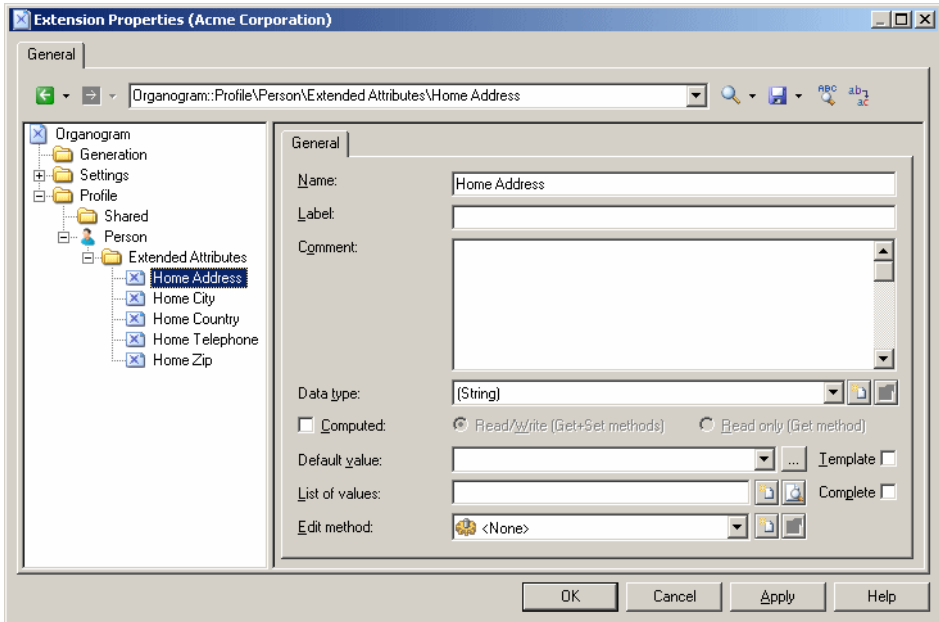 Extension Properties (Acme Corporation)
General
Organogram::Profile\Person\Extended Attributes\Home Address
ABC
ab
ac
Organogram
Generation
Settings
Profile
Shared
Person
Extended Attributes
Home Address
Home City
Home Country
Home Telephone
Home Zip
General
Name: Home Address
Label:
Comment:
Data type: (String)
Computed: Read/Write (Get+Set methods) Read only (Get method)
Default value: ... Template
List of values: Complete
Edit method: <None>
OK Cancel Apply Help